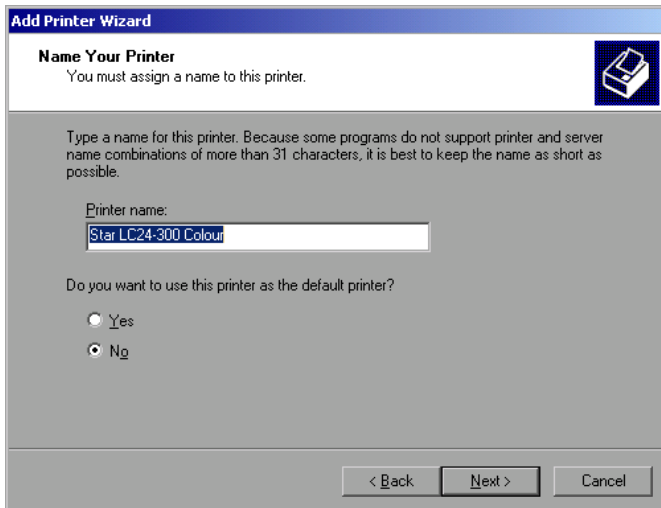 Add Printer Wizard
Name Your Printer
You must assign a name to this printer.
Type a name for this printer. Because some programs do not support printer and server
name combinations of more than 31 characters, it is best to keep the name as short as
possible.
Printer name:
Star LC24-300 Colour
Do you want to use this printer as the default printer?
Yes
No
< Back
Next >
Cancel